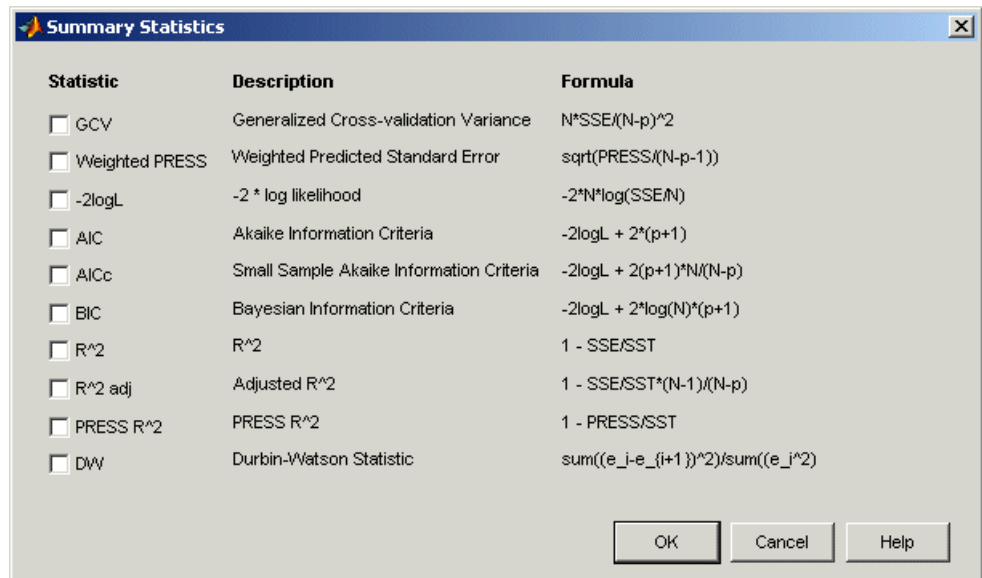 Summary Statistics
Statistic Description Formula
GCV Generalized Cross-validation Variance N*SSE/(N-p)^2
Weighted PRESS Weighted Predicted Standard Error sqrt(PRESS/(N-p-1))
-2logL -2 * log likelihood -2*N*log(SSE/N)
AIC Akaike Information Criteria -2logL + 2*(p+1)
AICc Small Sample Akaike Information Criteria -2logL + 2(p+1)*N/(N-p)
BIC Bayesian Information Criteria -2logL + 2*log(N)*(p+1)
R^2 R^2 1 - SSE/SST
R^2 adj Adjusted R^2 1 - SSE/SST*(N-1)/(N-p)
PRESS R^2 PRESS R^2 1 - PRESS/SST
DW Durbin-Watson Statistic sum((e_i-e_{i+1})^2)/sum((e_i^2)
OK Cancel Help